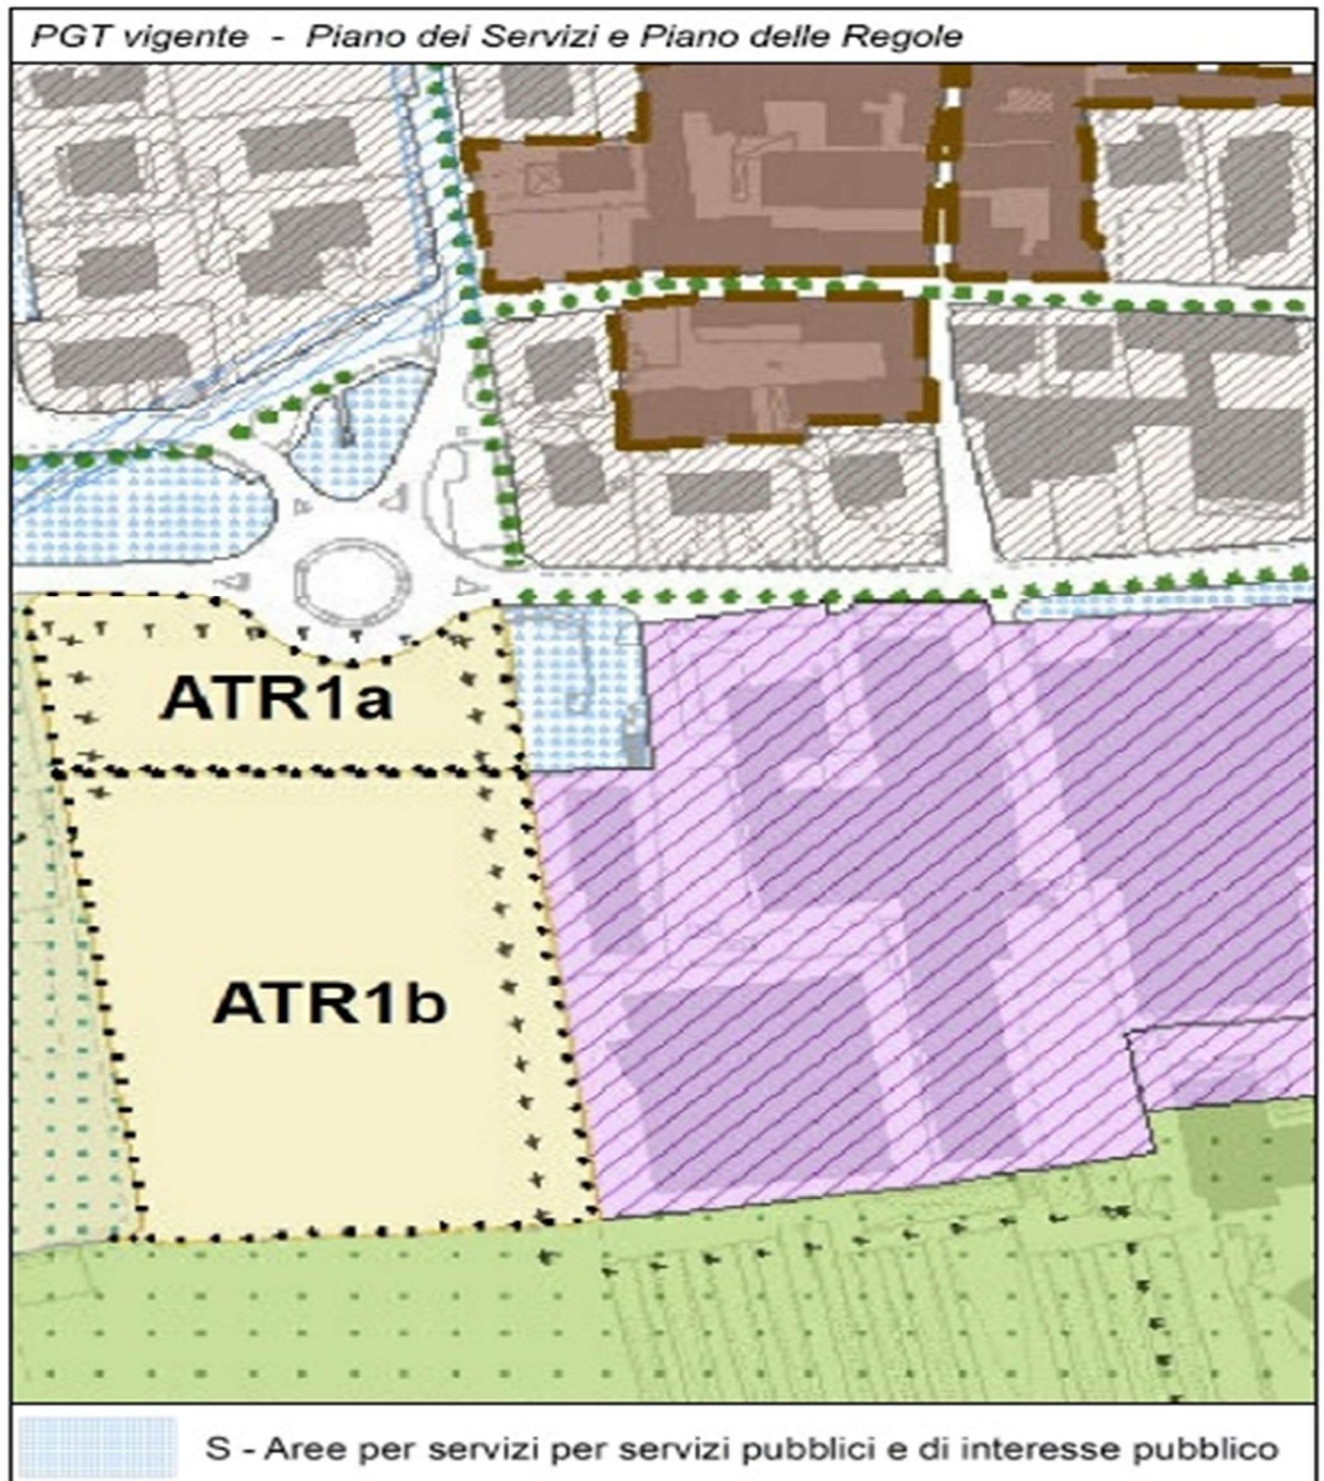 PGT vigente - Piano dei Servizi e Piano delle Regole
ATR1a
ATR1b
S - Aree per servizi per servizi pubblici e di interesse pubblico